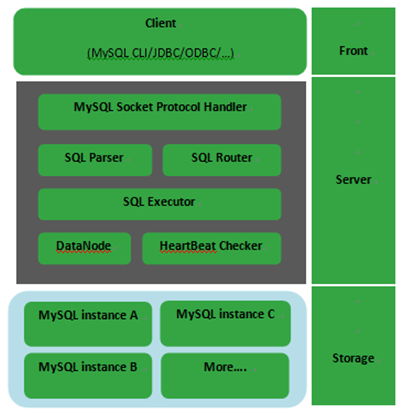 Client
(MySQL CLI/JDBC/ODBC/...)
Front
MySQL Socket Protocol Handler
SQL Parser
SQL Router
Server
SQL Executor
DataNode
HeartBeat Checker
MySQL instance A
MySQL instance C
Storage
MySQL instance B
More....